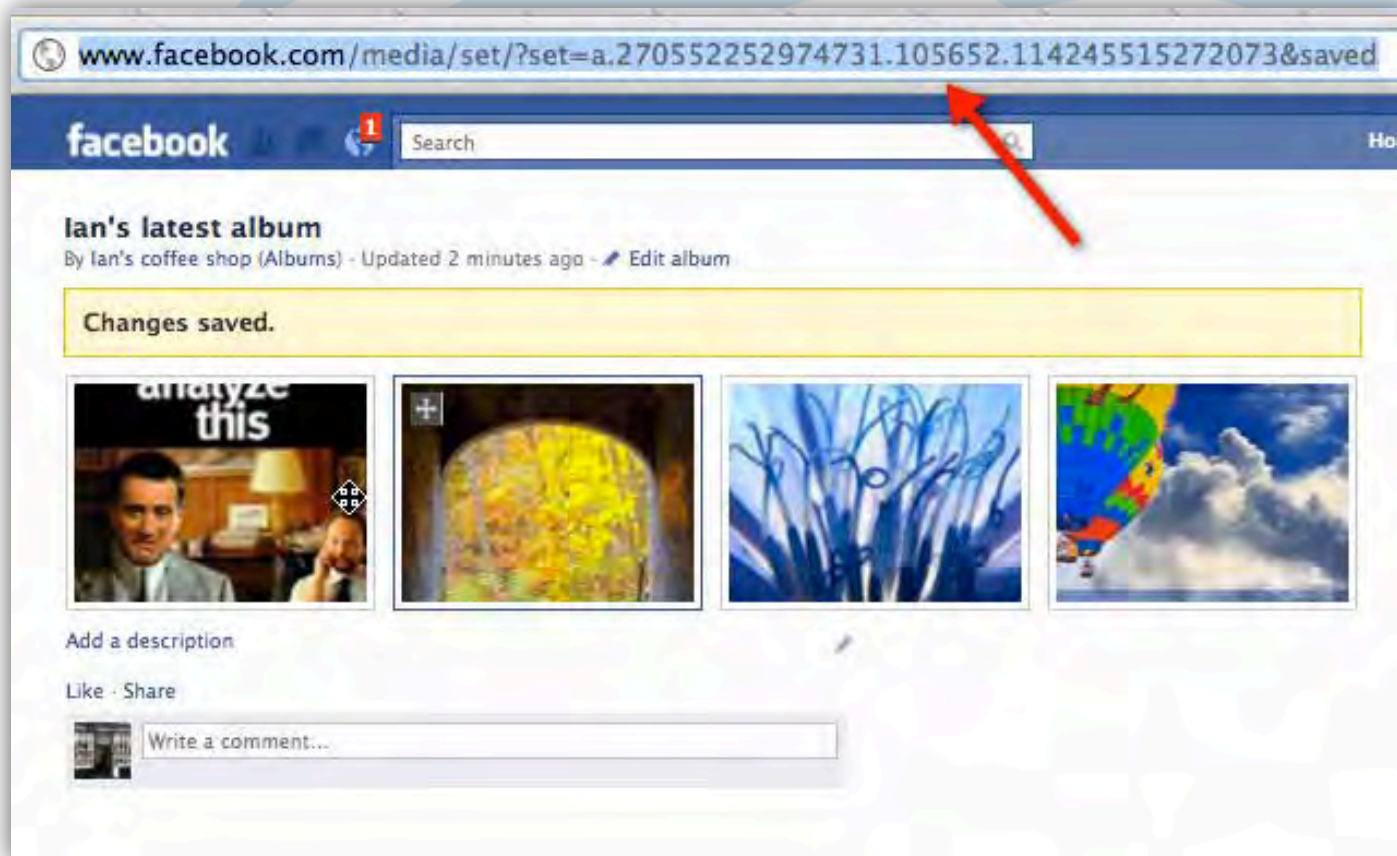 www.facebook.com/media/set/?set=a.270552252974731.105652.114245515272073&saved
facebook 1 Search Ho
Ian's latest album
By Ian's coffee shop (Albums) · Updated 2 minutes ago · Edit album
Changes saved.
analyze
this
Add a description
Like · Share
Write a comment...